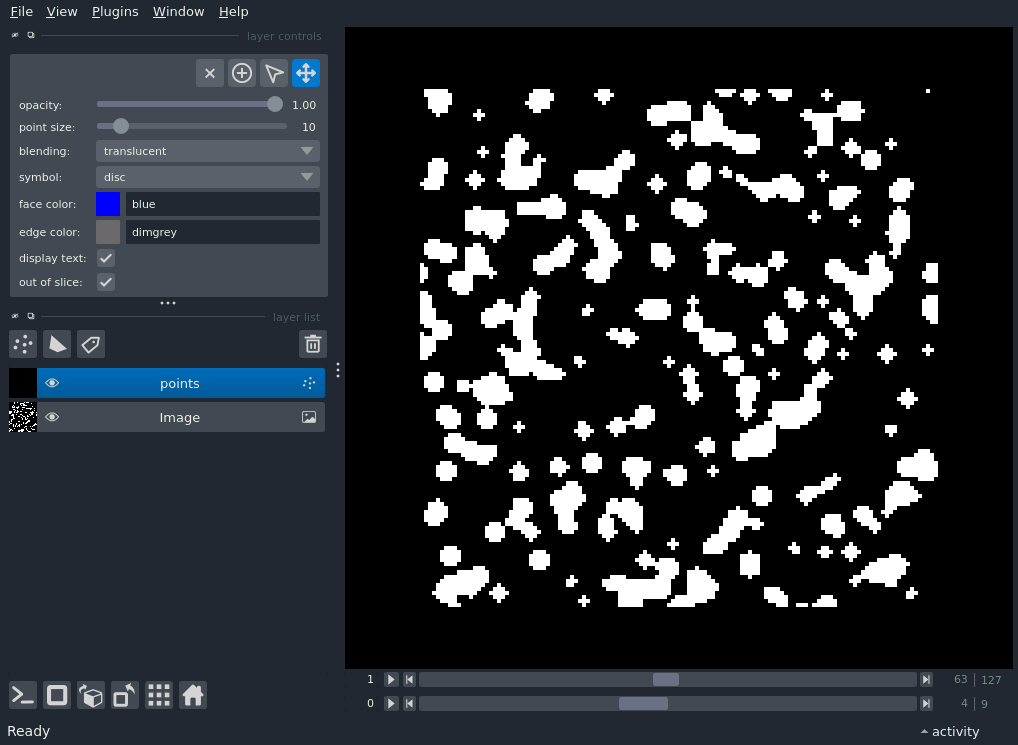 File View Plugins Window Help
layer controls
opacity: 1.00
point size: 10
blending: translucent
symbol: disc
face color: blue
edge color: dimgrey
display text:
out of slice:
layer list
points
Image
1 63 127
0 4 9
Ready activity